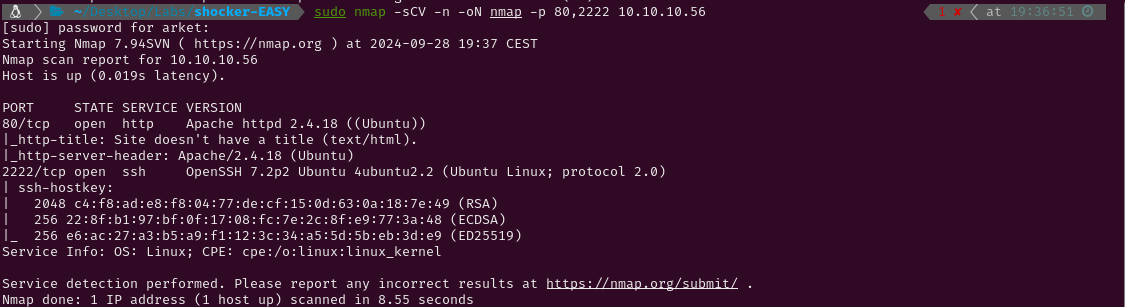 ~/Desktop/Labs/shocker-EASY sudo nmap -sCV -n -oN nmap -p 80,2222 10.10.10.56 1 ✘ at 19:36:51
[sudo] password for arket:
Starting Nmap 7.94SVN ( https://nmap.org ) at 2024-09-28 19:37 CEST
Nmap scan report for 10.10.10.56
Host is up (0.019s latency).

PORT     STATE SERVICE VERSION
80/tcp   open  http    Apache httpd 2.4.18 ((Ubuntu))
|_http-title: Site doesn't have a title (text/html).
|_http-server-header: Apache/2.4.18 (Ubuntu)
2222/tcp open  ssh     OpenSSH 7.2p2 Ubuntu 4ubuntu2.2 (Ubuntu Linux; protocol 2.0)
| ssh-hostkey:
|   2048 c4:f8:ad:e8:f8:04:77:de:cf:15:0d:63:0a:18:7e:49 (RSA)
|   256 22:8f:b1:97:bf:0f:17:08:fc:7e:2c:8f:e9:77:3a:48 (ECDSA)
|_  256 e6:ac:27:a3:b5:a9:f1:12:3c:34:a5:5d:5b:eb:3d:e9 (ED25519)
Service Info: OS: Linux; CPE: cpe:/o:linux:linux_kernel

Service detection performed. Please report any incorrect results at https://nmap.org/submit/ .
Nmap done: 1 IP address (1 host up) scanned in 8.55 seconds